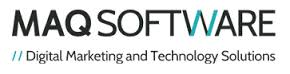 MAQ SOFTWARE
// Digital Marketing and Technology Solutions